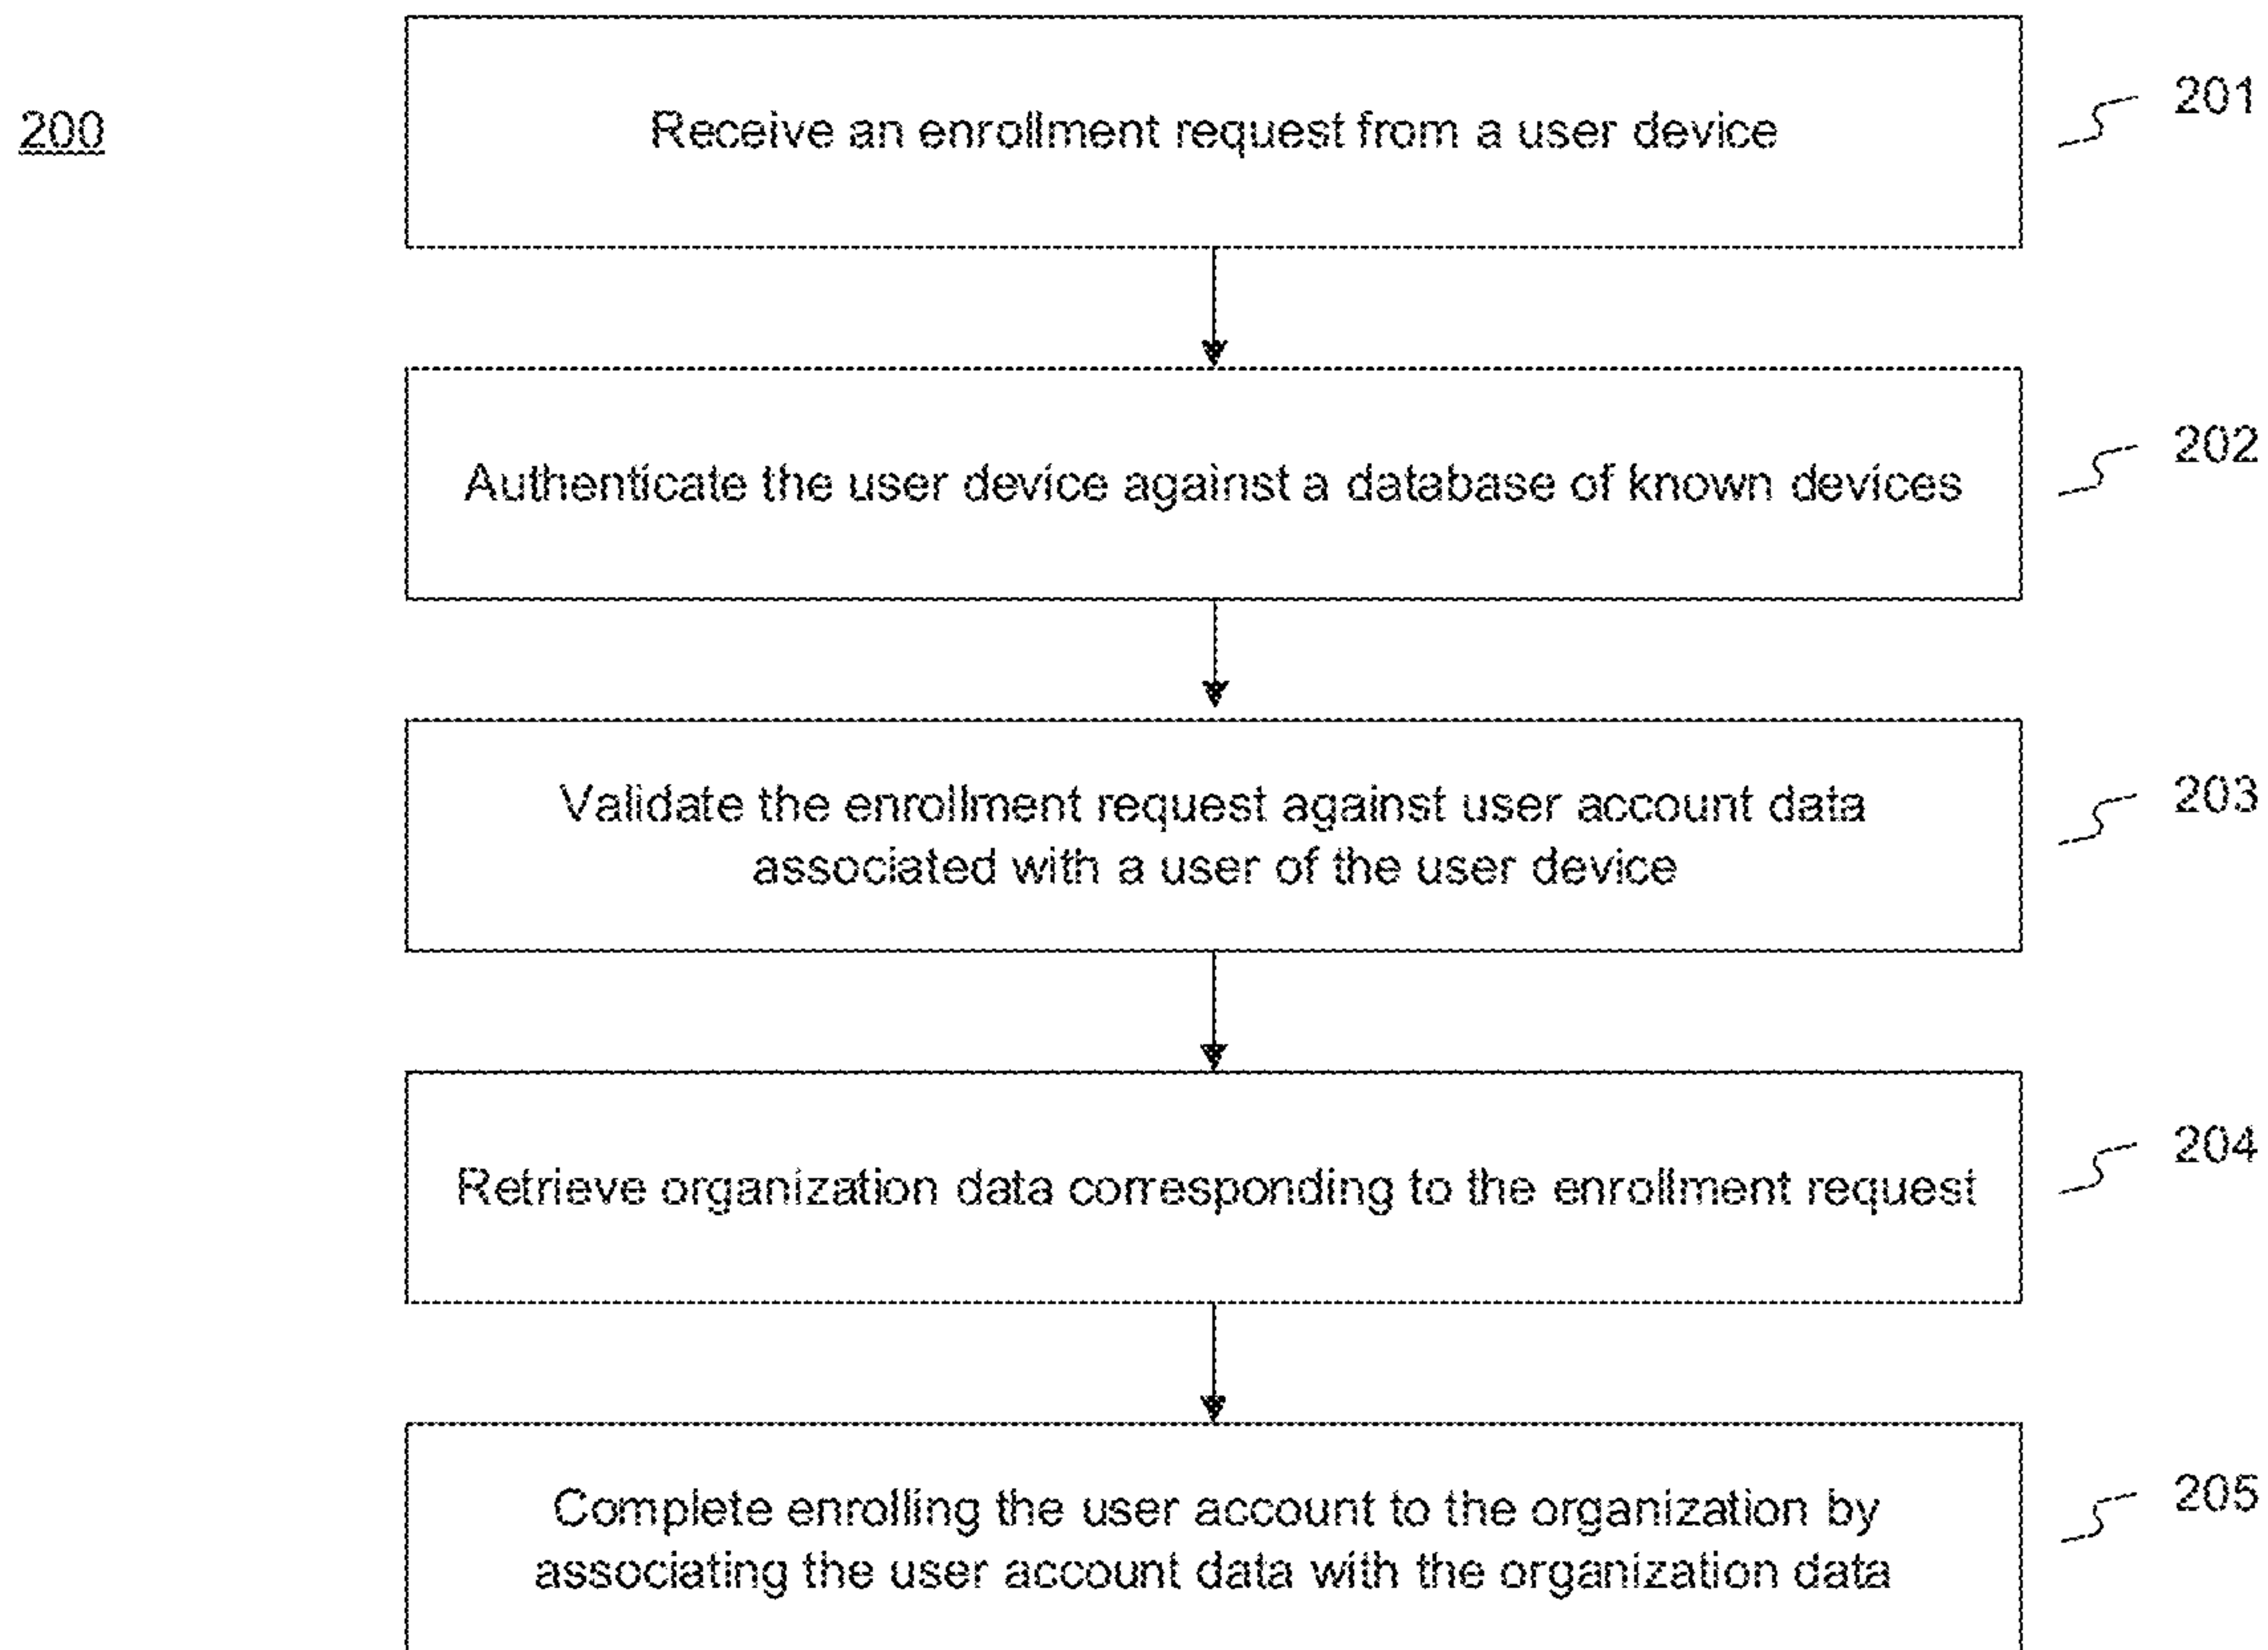 200
Receive an enrollment request from a user device
201
Authenticate the user device against a database of known devices
202
Validate the enrollment request against user account data
associated with a user of the user device
203
Retrieve organization data corresponding to the enrollment request
204
Complete enrolling the user account to the organization by
associating the user account data with the organization data
205